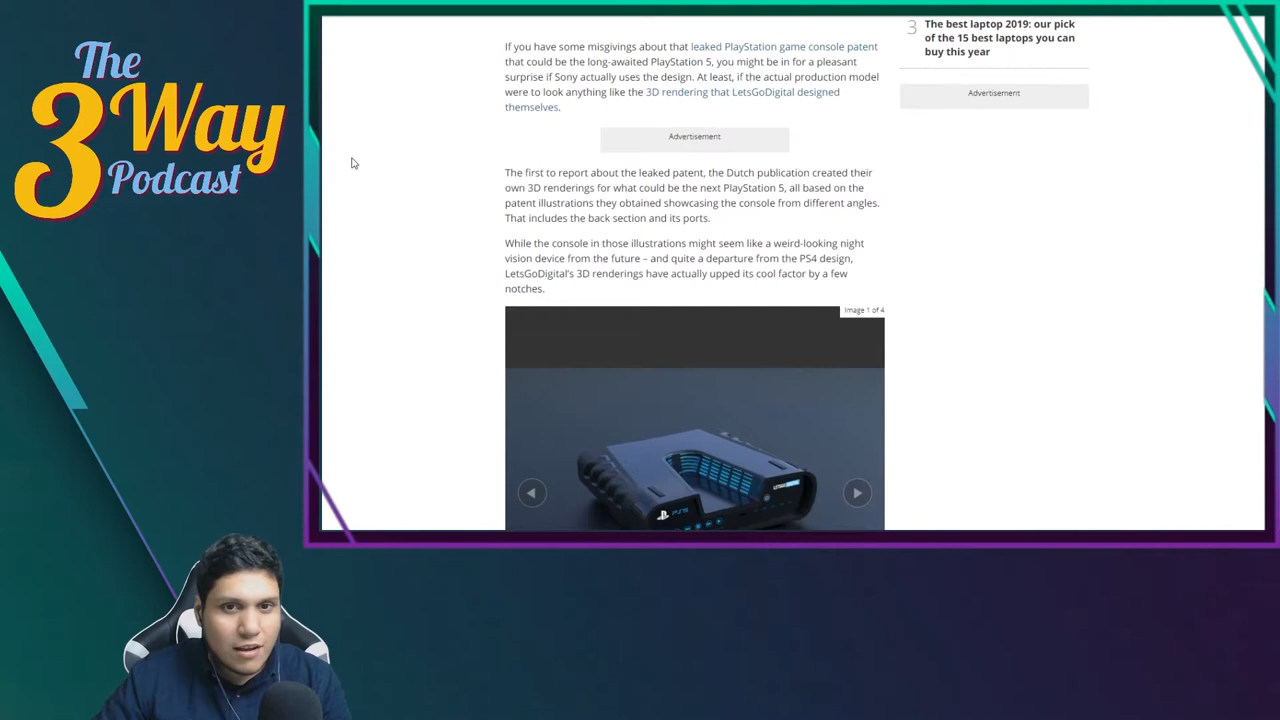 The
3Way
Podcast
If you have some misgivings about that leaked PlayStation game console patent
that could be the long-awaited PlayStation 5, you might be in for a pleasant
surprise if Sony actually uses the design. At least, if the actual production model
were to look anything like the 3D rendering that LetsGoDigital designed
themselves.
Advertisement
The first to report about the leaked patent, the Dutch publication created their
own 3D renderings for what could be the next PlayStation 5, all based on the
patent illustrations they obtained showcasing the console from different angles.
That includes the back section and its ports.
While the console in those illustrations might seem like a weird-looking night
vision device from the future – and quite a departure from the PS4 design,
LetsGoDigital's 3D renderings have actually upped its cool factor by a few
notches.
Image 1 of 4
PS5
LETSGODIGITAL
3
The best laptop 2019: our pick
of the 15 best laptops you can
buy this year
Advertisement